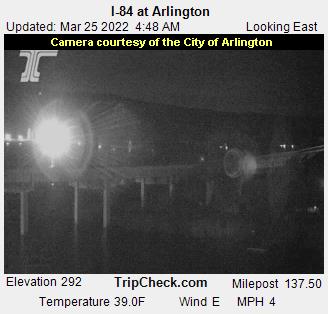 I-84 at Arlington
Updated: Mar 25 2022 4:48 AM Looking East
Camera courtesy of the City of Arlington
Elevation 292 TripCheck.com Milepost 137.50
Temperature 39.0F Wind E MPH 4